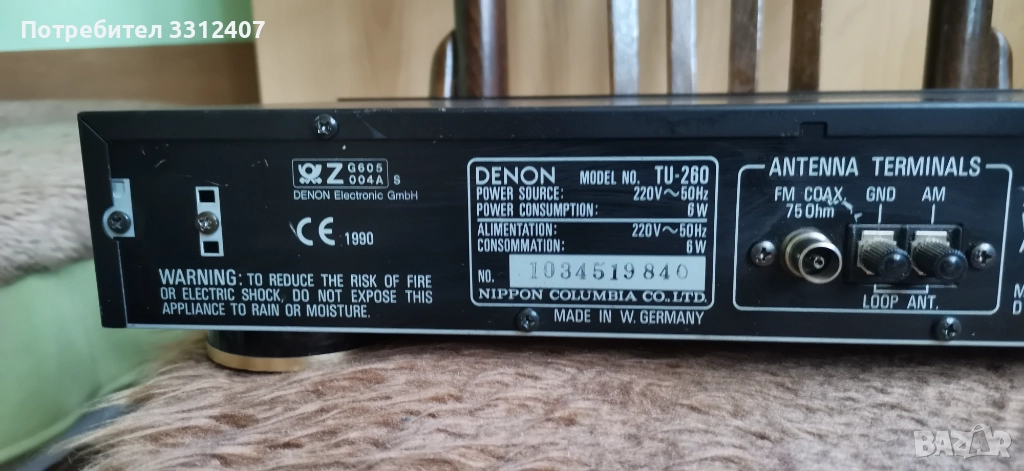 Потребител 3312407
Z G605
004A S
DENON Electronic GmbH
CE 1990
WARNING: TO REDUCE THE RISK OF FIRE
OR ELECTRIC SHOCK, DO NOT EXPOSE THIS
APPLIANCE TO RAIN OR MOISTURE.
DENON MODEL NO. TU-260
POWER SOURCE: 220V~50Hz
POWER CONSUMPTION: 6W
ALIMENTATION: 220V~50Hz
CONSOMMATION: 6W
NO. 1034519840
NIPPON COLUMBIA CO., LTD.
MADE IN W. GERMANY
ANTENNA TERMINALS
FM COAX. GND AM
75 Ohm
LOOP ANT.
BAZAR